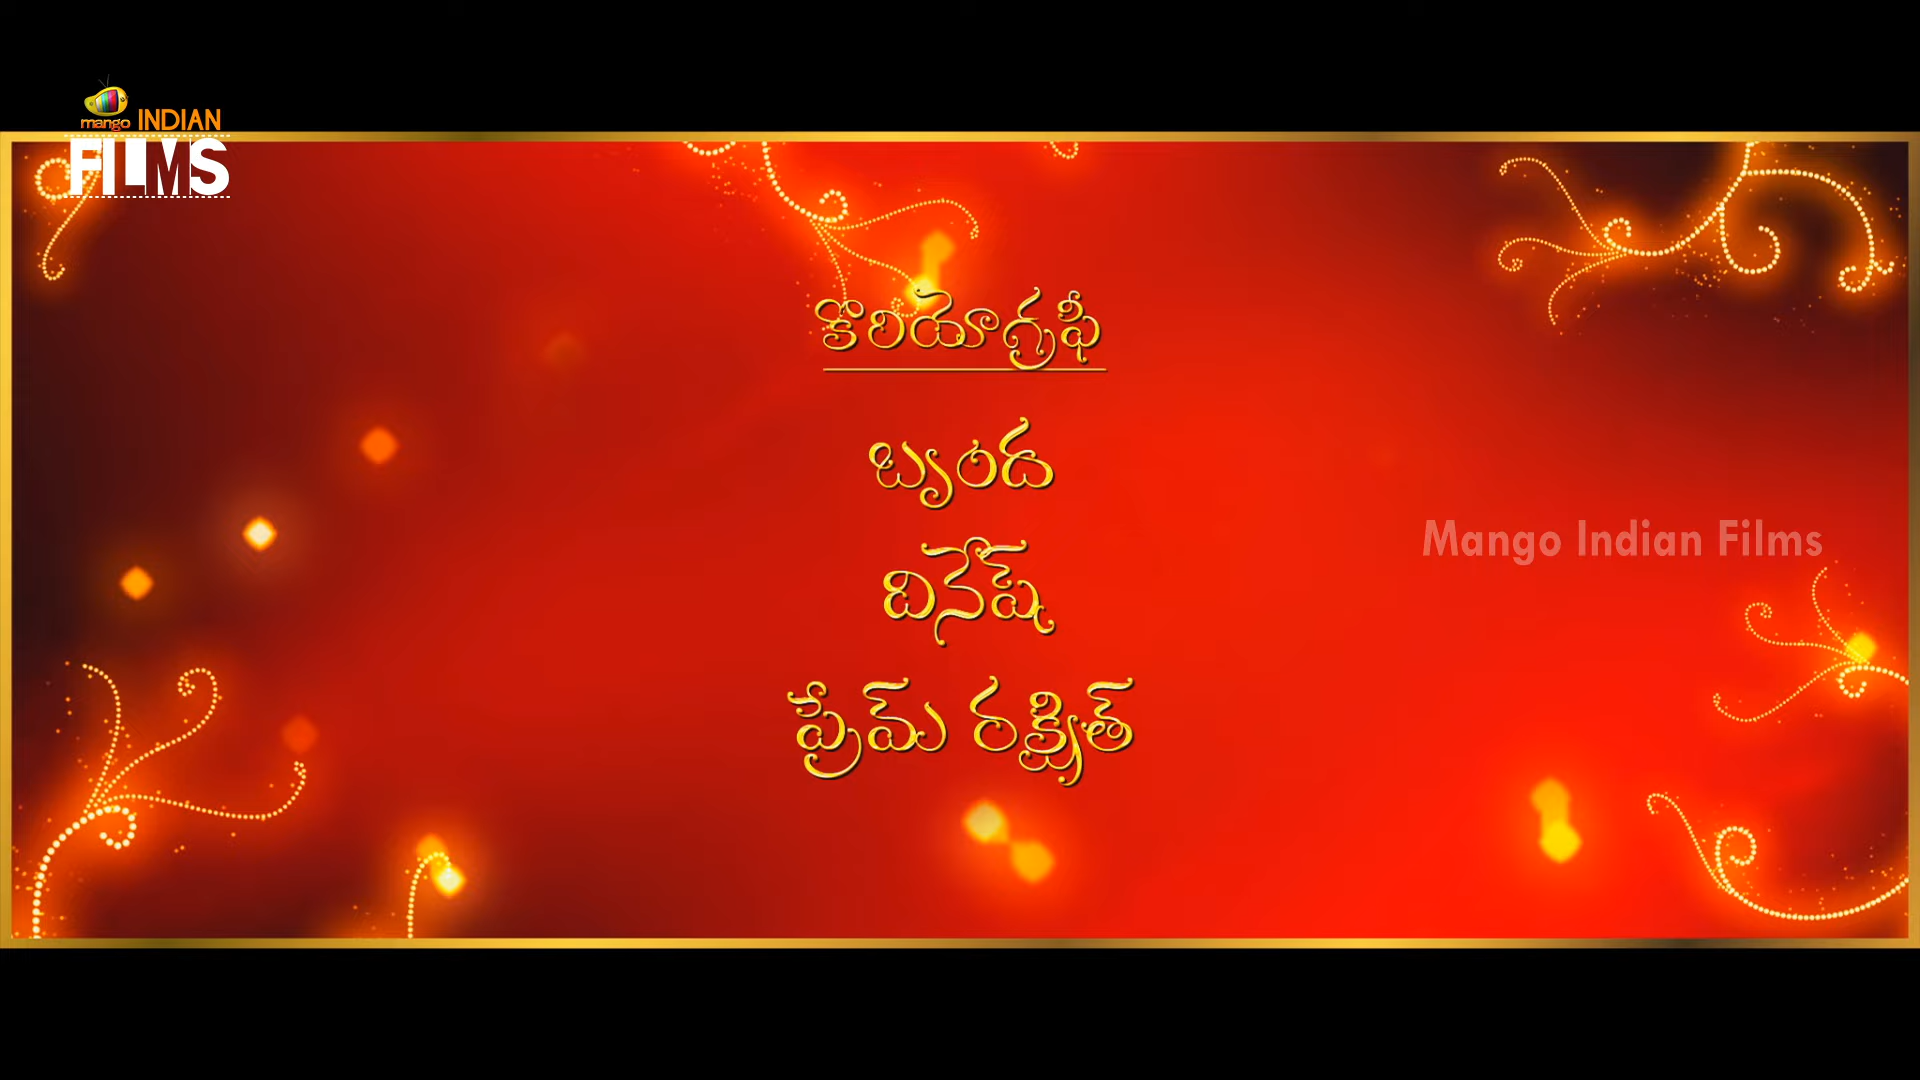 mango INDIAN
FILMS
కొరియోగ్రఫీ
బృంద
Mango Indian Films
దినేష్
ప్రేమ్ రక్షిత్